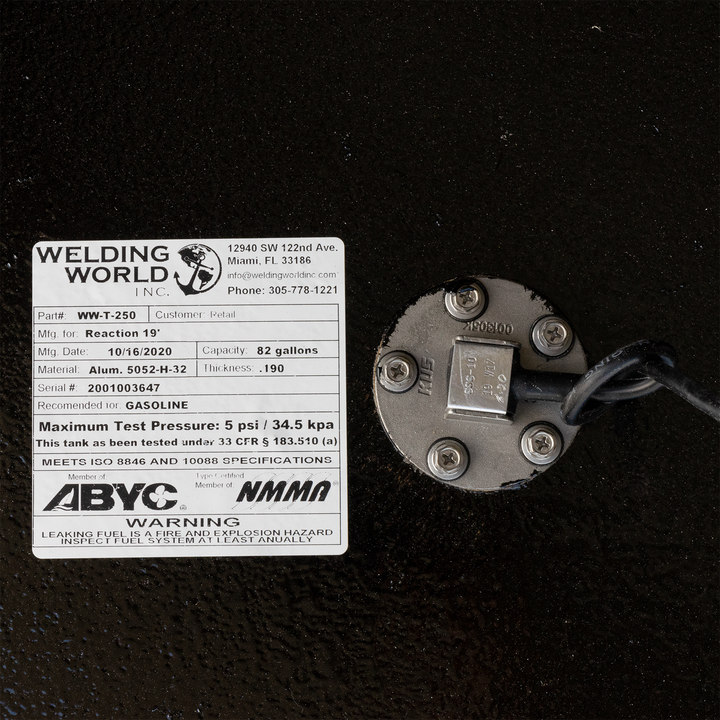 WELDING
WORLD
INC.
12940 SW 122nd Ave.
Miami, FL 33186
info@weldingworldinc.com
Phone: 305-778-1221
Part#: WW-T-250 Customer: Retail
Mfg. for: Reaction 19'
Mfg. Date: 10/16/2020 Capacity: 82 gallons
Material: Alum. 5052-H-32 Thickness: .190
Serial #: 2001003647
Recomended for: GASOLINE
Maximum Test Pressure: 5 psi / 34.5 kpa
This tank as been tested under 33 CFR § 183.510 (a)
MEETS ISO 8846 AND 10088 SPECIFICATIONS
Member of: ABYC
Type Certified
Member of: NMMA
WARNING
LEAKING FUEL IS A FIRE AND EXPLOSION HAZARD
INSPECT FUEL SYSTEM AT LEAST ANUALLY
KUS